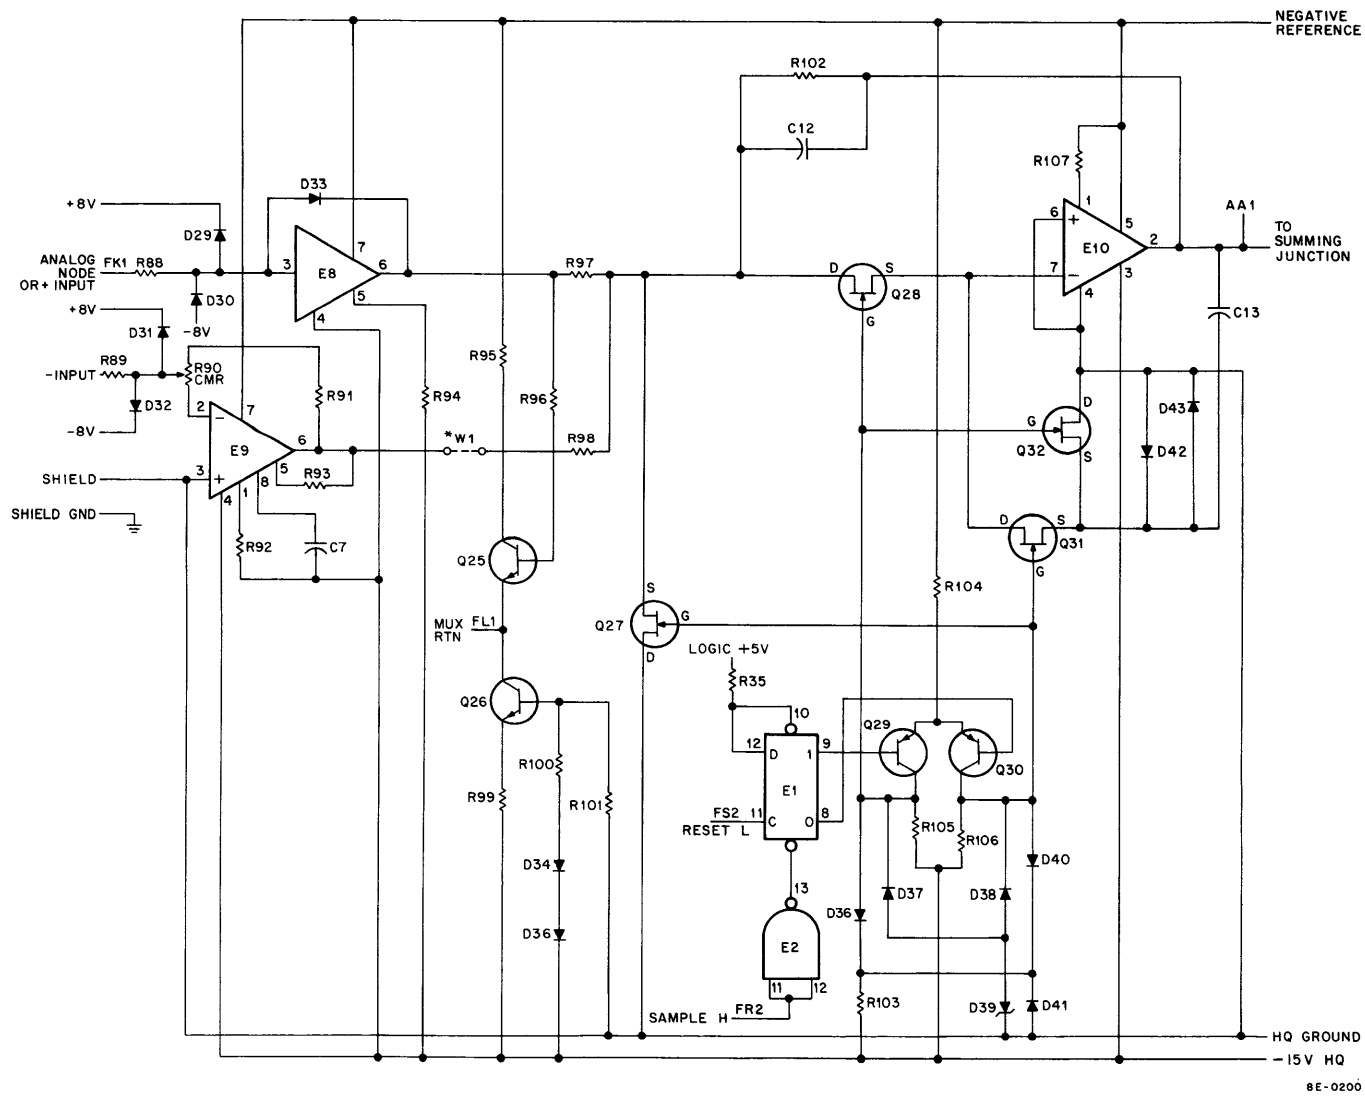 NEGATIVE
REFERENCE
R102
C12
R107
1
6
+
5
E10
2
7
-
3
4
AA1
TO
SUMMING
JUNCTION
C13
D33
+8V
D29
ANALOG
NODE
OR+ INPUT
FK1 R88
D30
-8V
3
E8
7
6
5
4
R97
D
S
Q28
G
+8V
D31
R89
-INPUT
R90
CMR
D32
-8V
R91
R94
R95
R96
2
-
7
E9
6
5
R93
*W1
R98
SHIELD
3
+
4
1
8
SHIELD GND
R92
C7
G
D
Q32
S
D43
D42
D
S
Q31
G
Q25
R104
MUX
RTN
FL1
S
Q27
G
D
LOGIC +5V
R35
Q26
10
Q29
Q30
12
D
1
9
E1
FS2
11
C
O
8
RESET L
R100
R99
R101
R105
R106
D34
D40
13
D37
D38
D36
D36
E2
11
12
R103
D39
D41
SAMPLE H
FR2
HQ GROUND
-15V HQ
8E-0200